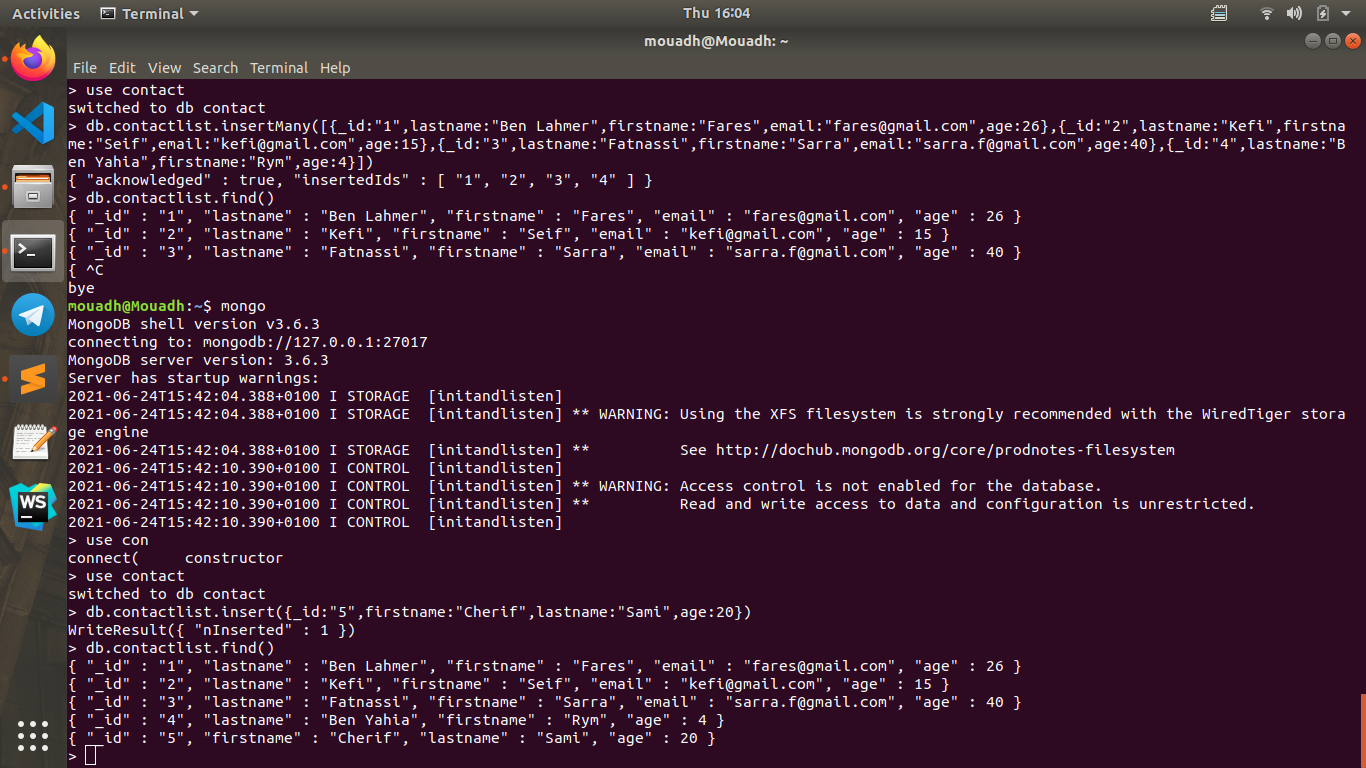 Activities
Terminal
Thu 16:04
mouadh@Mouadh: ~
File Edit View Search Terminal Help
> use contact
switched to db contact
> db.contactlist.insertMany([{_id:"1",lastname:"Ben Lahmer",firstname:"Fares",email:"fares@gmail.com",age:26},{_id:"2",lastname:"Kefi",firstna
me:"Seif",email:"kefi@gmail.com",age:15},{_id:"3",lastname:"Fatnassi",firstname:"Sarra",email:"sarra.f@gmail.com",age:40},{_id:"4",lastname:"B
en Yahia",firstname:"Rym",age:4}])
{ "acknowledged" : true, "insertedIds" : [ "1", "2", "3", "4" ] }
> db.contactlist.find()
{ "_id" : "1", "lastname" : "Ben Lahmer", "firstname" : "Fares", "email" : "fares@gmail.com", "age" : 26 }
{ "_id" : "2", "lastname" : "Kefi", "firstname" : "Seif", "email" : "kefi@gmail.com", "age" : 15 }
{ "_id" : "3", "lastname" : "Fatnassi", "firstname" : "Sarra", "email" : "sarra.f@gmail.com", "age" : 40 }
{ ^C
bye
mouadh@Mouadh:~$ mongo
MongoDB shell version v3.6.3
connecting to: mongodb://127.0.0.1:27017
MongoDB server version: 3.6.3
Server has startup warnings:
2021-06-24T15:42:04.388+0100 I STORAGE  [initandlisten]
2021-06-24T15:42:04.388+0100 I STORAGE  [initandlisten] ** WARNING: Using the XFS filesystem is strongly recommended with the WiredTiger stora
ge engine
2021-06-24T15:42:04.388+0100 I STORAGE  [initandlisten] **          See http://dochub.mongodb.org/core/prodnotes-filesystem
2021-06-24T15:42:10.390+0100 I CONTROL  [initandlisten]
2021-06-24T15:42:10.390+0100 I CONTROL  [initandlisten] ** WARNING: Access control is not enabled for the database.
2021-06-24T15:42:10.390+0100 I CONTROL  [initandlisten] **          Read and write access to data and configuration is unrestricted.
2021-06-24T15:42:10.390+0100 I CONTROL  [initandlisten]
> use con
connect(     constructor
> use contact
switched to db contact
> db.contactlist.insert({_id:"5",firstname:"Cherif",lastname:"Sami",age:20})
WriteResult({ "nInserted" : 1 })
> db.contactlist.find()
{ "_id" : "1", "lastname" : "Ben Lahmer", "firstname" : "Fares", "email" : "fares@gmail.com", "age" : 26 }
{ "_id" : "2", "lastname" : "Kefi", "firstname" : "Seif", "email" : "kefi@gmail.com", "age" : 15 }
{ "_id" : "3", "lastname" : "Fatnassi", "firstname" : "Sarra", "email" : "sarra.f@gmail.com", "age" : 40 }
{ "_id" : "4", "lastname" : "Ben Yahia", "firstname" : "Rym", "age" : 4 }
{ "_id" : "5", "firstname" : "Cherif", "lastname" : "Sami", "age" : 20 }
>
WS